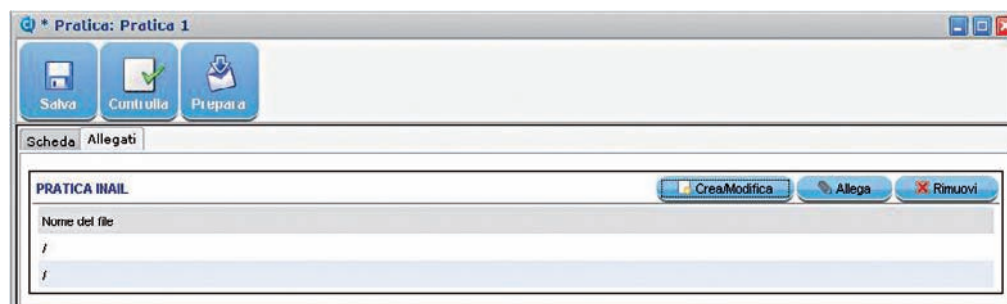 * Pratica: Pratica 1
Salva Controlla Prepara
Scheda Allegati
PRATICA INAIL Crea/Modifica Allega Rimuovi
Nome del file
/
/